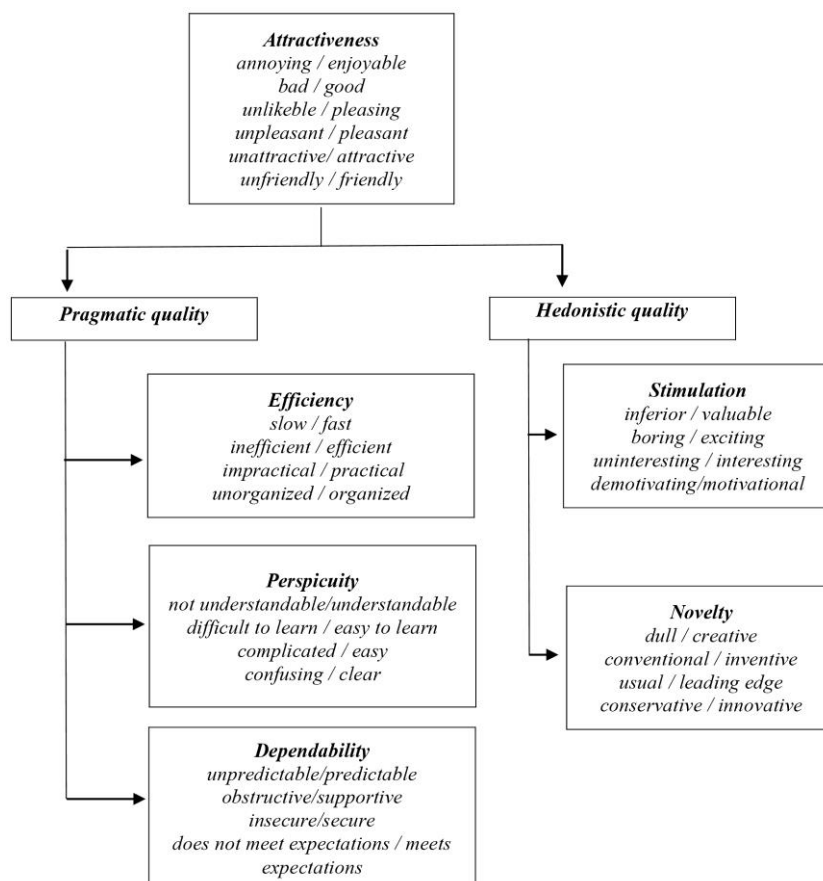 Attractiveness
annoying / enjoyable
bad / good
unlikeble / pleasing
unpleasant / pleasant
unattractive/ attractive
unfriendly / friendly
Pragmatic quality
Hedonistic quality
Efficiency
slow / fast
inefficient / efficient
impractical / practical
unorganized / organized
Stimulation
inferior / valuable
boring / exciting
uninteresting / interesting
demotivating/motivational
Perspicuity
not understandable/understandable
difficult to learn / easy to learn
complicated / easy
confusing / clear
Novelty
dull / creative
conventional / inventive
usual / leading edge
conservative / innovative
Dependability
unpredictable/predictable
obstructive/supportive
insecure/secure
does not meet expectations / meets
expectations